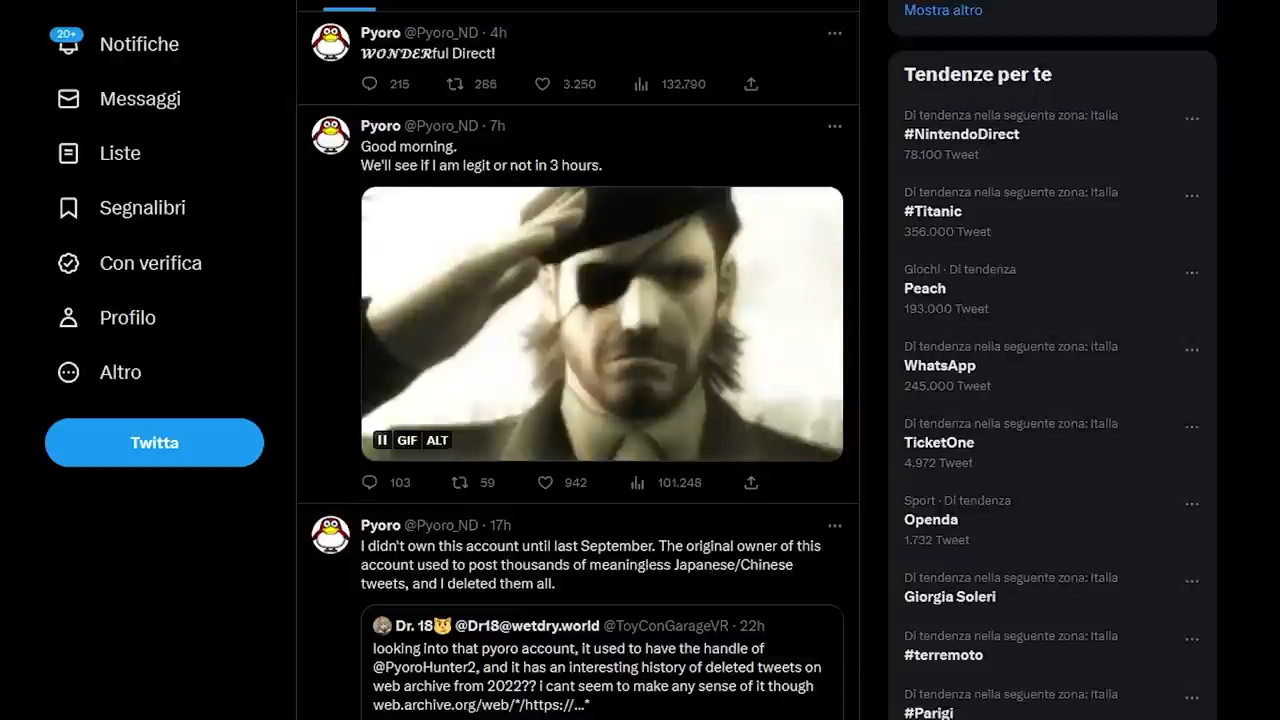 20+
Notifiche
Messaggi
Liste
Segnalibri
Con verifica
Profilo
Altro
Twitta
Pyoro @Pyoro_ND · 4h
𝓦𝓞𝓝𝓓𝓔𝓡ful Direct!
215 286 3.250 132.790
Pyoro @Pyoro_ND · 7h
Good morning.
We'll see if I am legit or not in 3 hours.
GIF ALT
103 59 942 101.248
Pyoro @Pyoro_ND · 17h
I didn't own this account until last September. The original owner of this
account used to post thousands of meaningless Japanese/Chinese
tweets, and I deleted them all.
Dr. 18😼 @Dr18@wetdry.world @ToyConGarageVR · 22h
looking into that pyoro account, it used to have the handle of
@PyoroHunter2, and it has an interesting history of deleted tweets on
web archive from 2022?? i cant seem to make any sense of it though
web.archive.org/web/*/https://...*
Mostra altro
Tendenze per te
Di tendenza nella seguente zona: Italia
#NintendoDirect
78.100 Tweet
Di tendenza nella seguente zona: Italia
#Titanic
356.000 Tweet
Giochi · Di tendenza
Peach
193.000 Tweet
Di tendenza nella seguente zona: Italia
WhatsApp
245.000 Tweet
Di tendenza nella seguente zona: Italia
TicketOne
4.972 Tweet
Sport · Di tendenza
Openda
1.732 Tweet
Di tendenza nella seguente zona: Italia
Giorgia Soleri
Di tendenza nella seguente zona: Italia
#terremoto
Di tendenza nella seguente zona: Italia
#Parigi